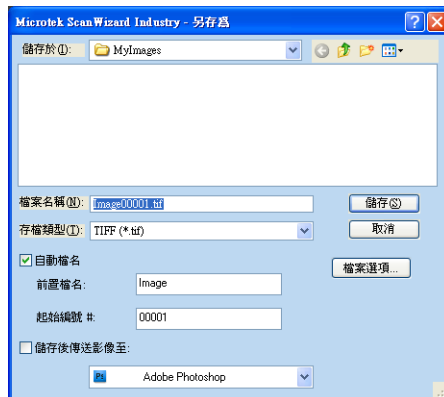 Microtek ScanWizard Industry - 另存為
儲存於(I): MyImages
檔案名稱(N): Image00001.tif 儲存(S)
存檔類型(T): TIFF (*.tif) 取消
自動檔名 檔案選項...
前置檔名: Image
起始編號 #: 00001
儲存後傳送影像至:
Ps Adobe Photoshop